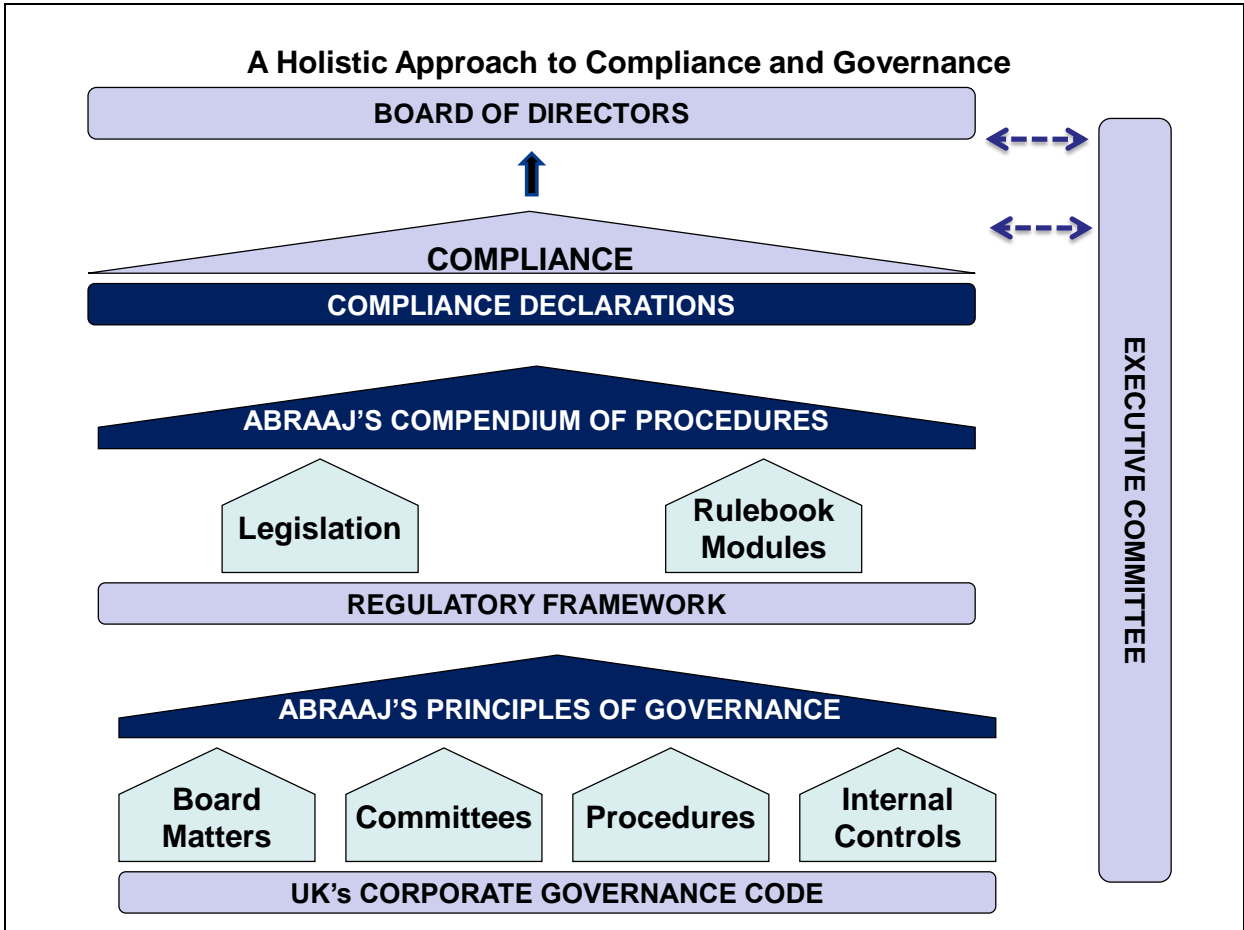 A Holistic Approach to Compliance and Governance
BOARD OF DIRECTORS
COMPLIANCE
COMPLIANCE DECLARATIONS
ABRAAJ'S COMPENDIUM OF PROCEDURES
Legislation
Rulebook
Modules
REGULATORY FRAMEWORK
ABRAAJ'S PRINCIPLES OF GOVERNANCE
Board
Matters
Committees
Procedures
Internal
Controls
UK's CORPORATE GOVERNANCE CODE
EXECUTIVE COMMITTEE